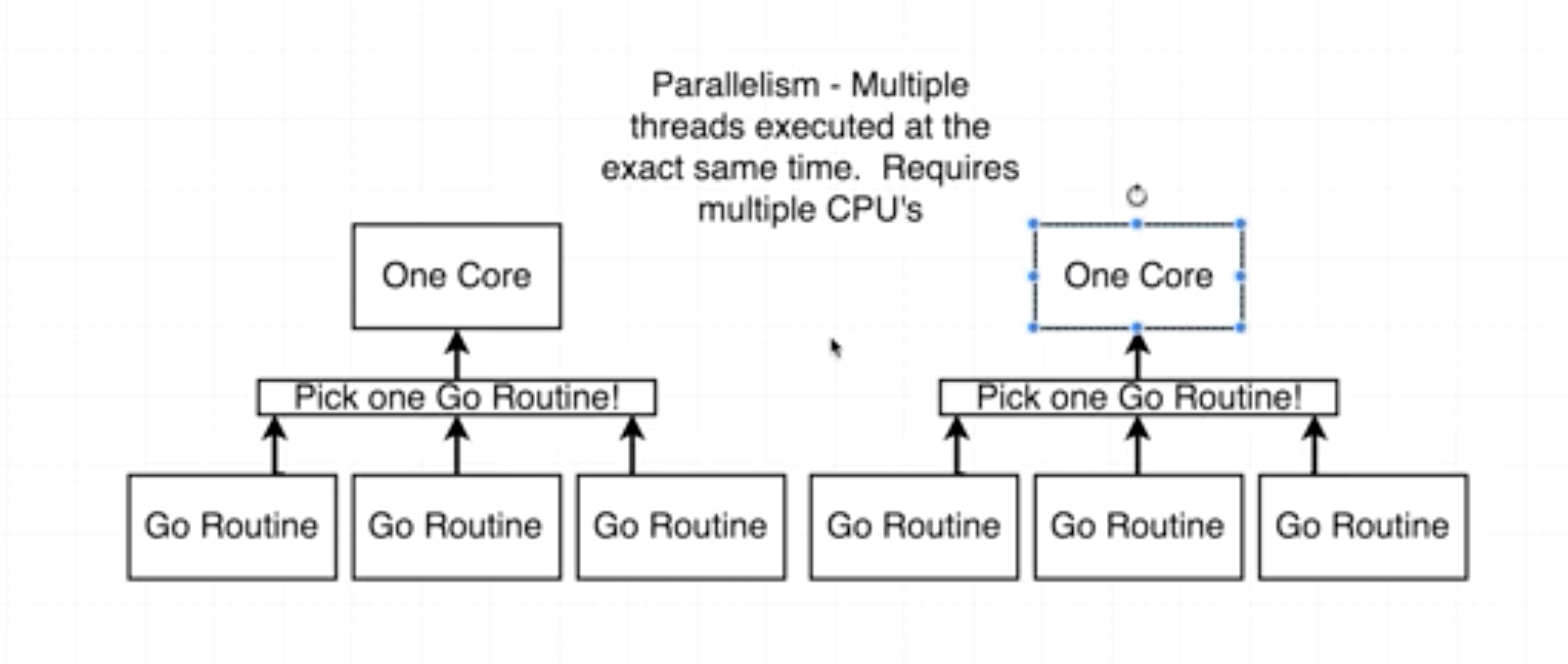 Parallelism - Multiple
threads executed at the
exact same time.  Requires
multiple CPU's
One Core
One Core
Pick one Go Routine!
Pick one Go Routine!
Go Routine
Go Routine
Go Routine
Go Routine
Go Routine
Go Routine